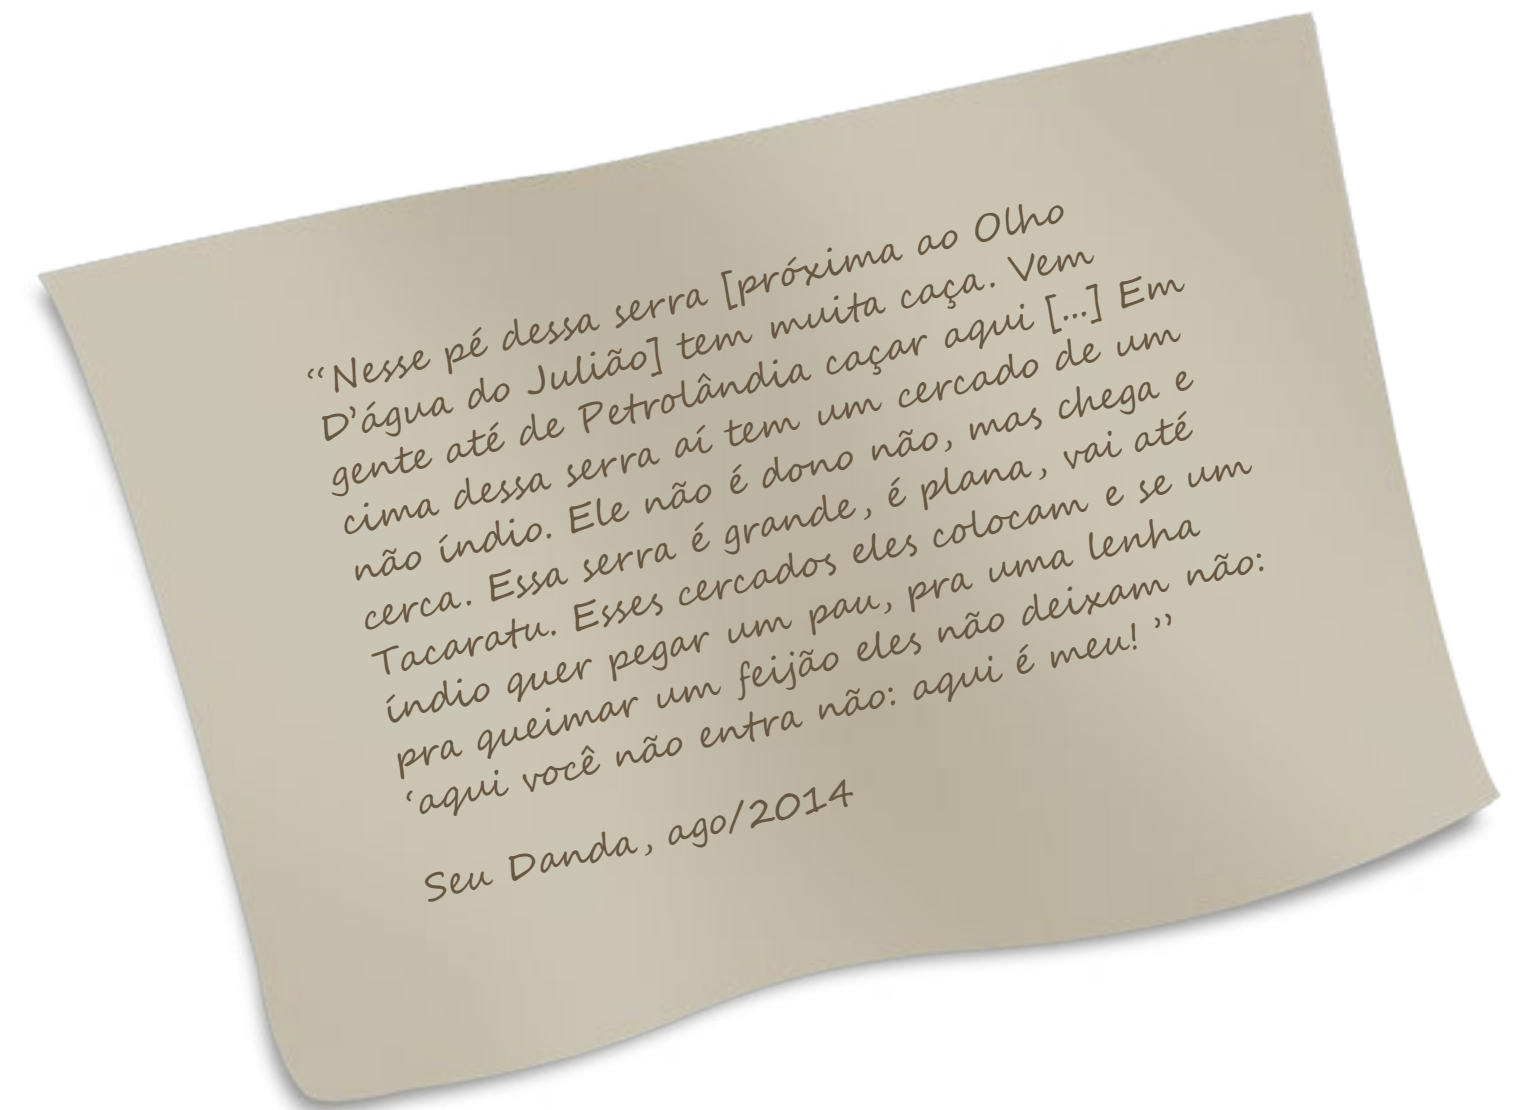 “Nesse pé dessa serra [próxima ao Olho
D’água do Julião] tem muita caça. Vem
gente até de Petrolândia caçar aqui [...] Em
cima dessa serra aí tem um cercado de um
não índio. Ele não é dono não, mas chega e
cerca. Essa serra é grande, é plana, vai até
Tacaratu. Esses cercados eles colocam e se um
índio quer pegar um pau, pra uma lenha
pra queimar um feijão eles não deixam não:
‘aqui você não entra não: aqui é meu! ”
Seu Danda, ago/2014